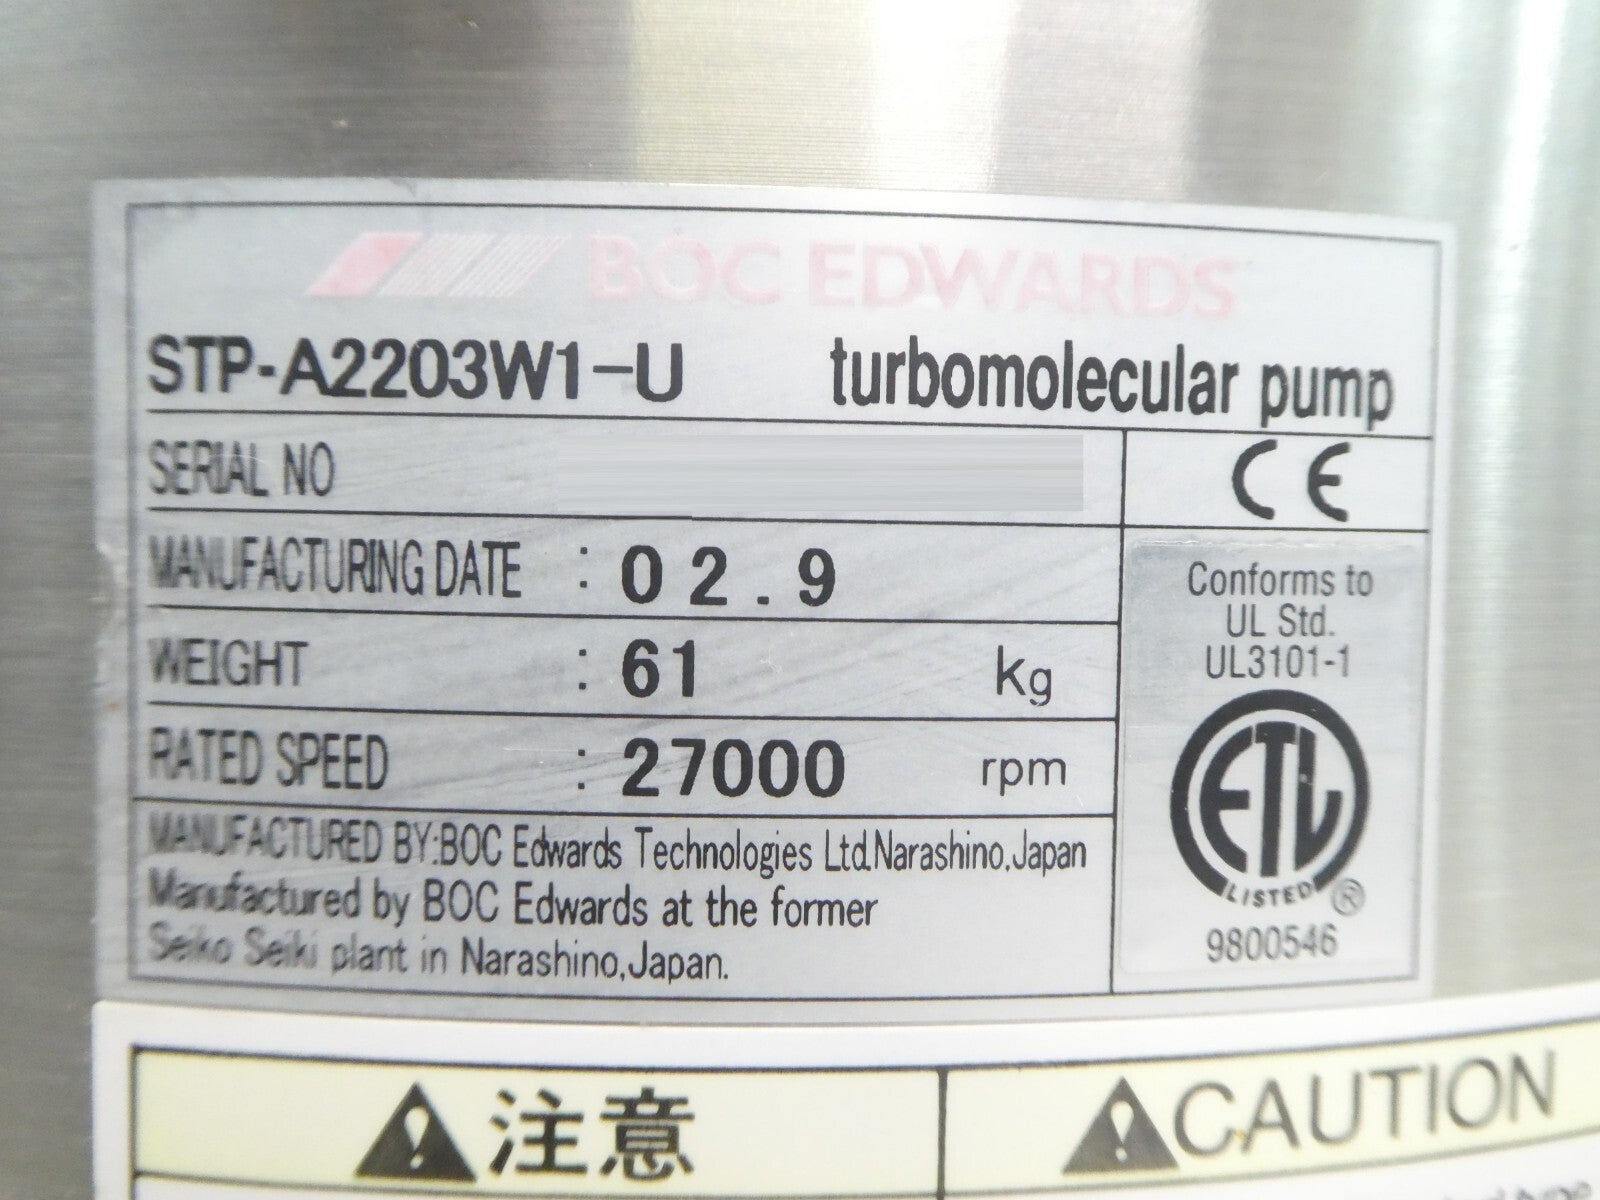 BOC EDWARDS
STP-A2203W1-U turbomolecular pump
SERIAL NO
CE
MANUFACTURING DATE : 02.9
WEIGHT : 61 kg
RATED SPEED : 27000 rpm
Conforms to
UL Std.
UL3101-1
ETL
LISTED ®
9800546
MANUFACTURED BY:BOC Edwards Technologies Ltd.Narashino,Japan
Manufactured by BOC Edwards at the former
Seiko Seiki plant in Narashino,Japan.
注意
CAUTION